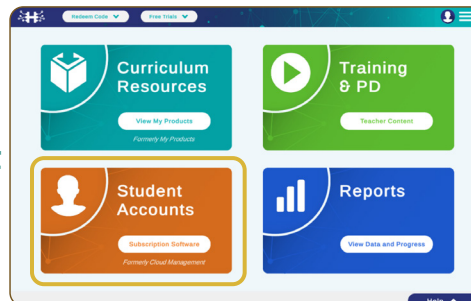 Redeem Code
Free Trials
Curriculum
Resources
View My Products
Formerly My Products
Training
& PD
Teacher Content
Student
Accounts
Subscription Software
Formerly Cloud Management
Reports
View Data and Progress
Help